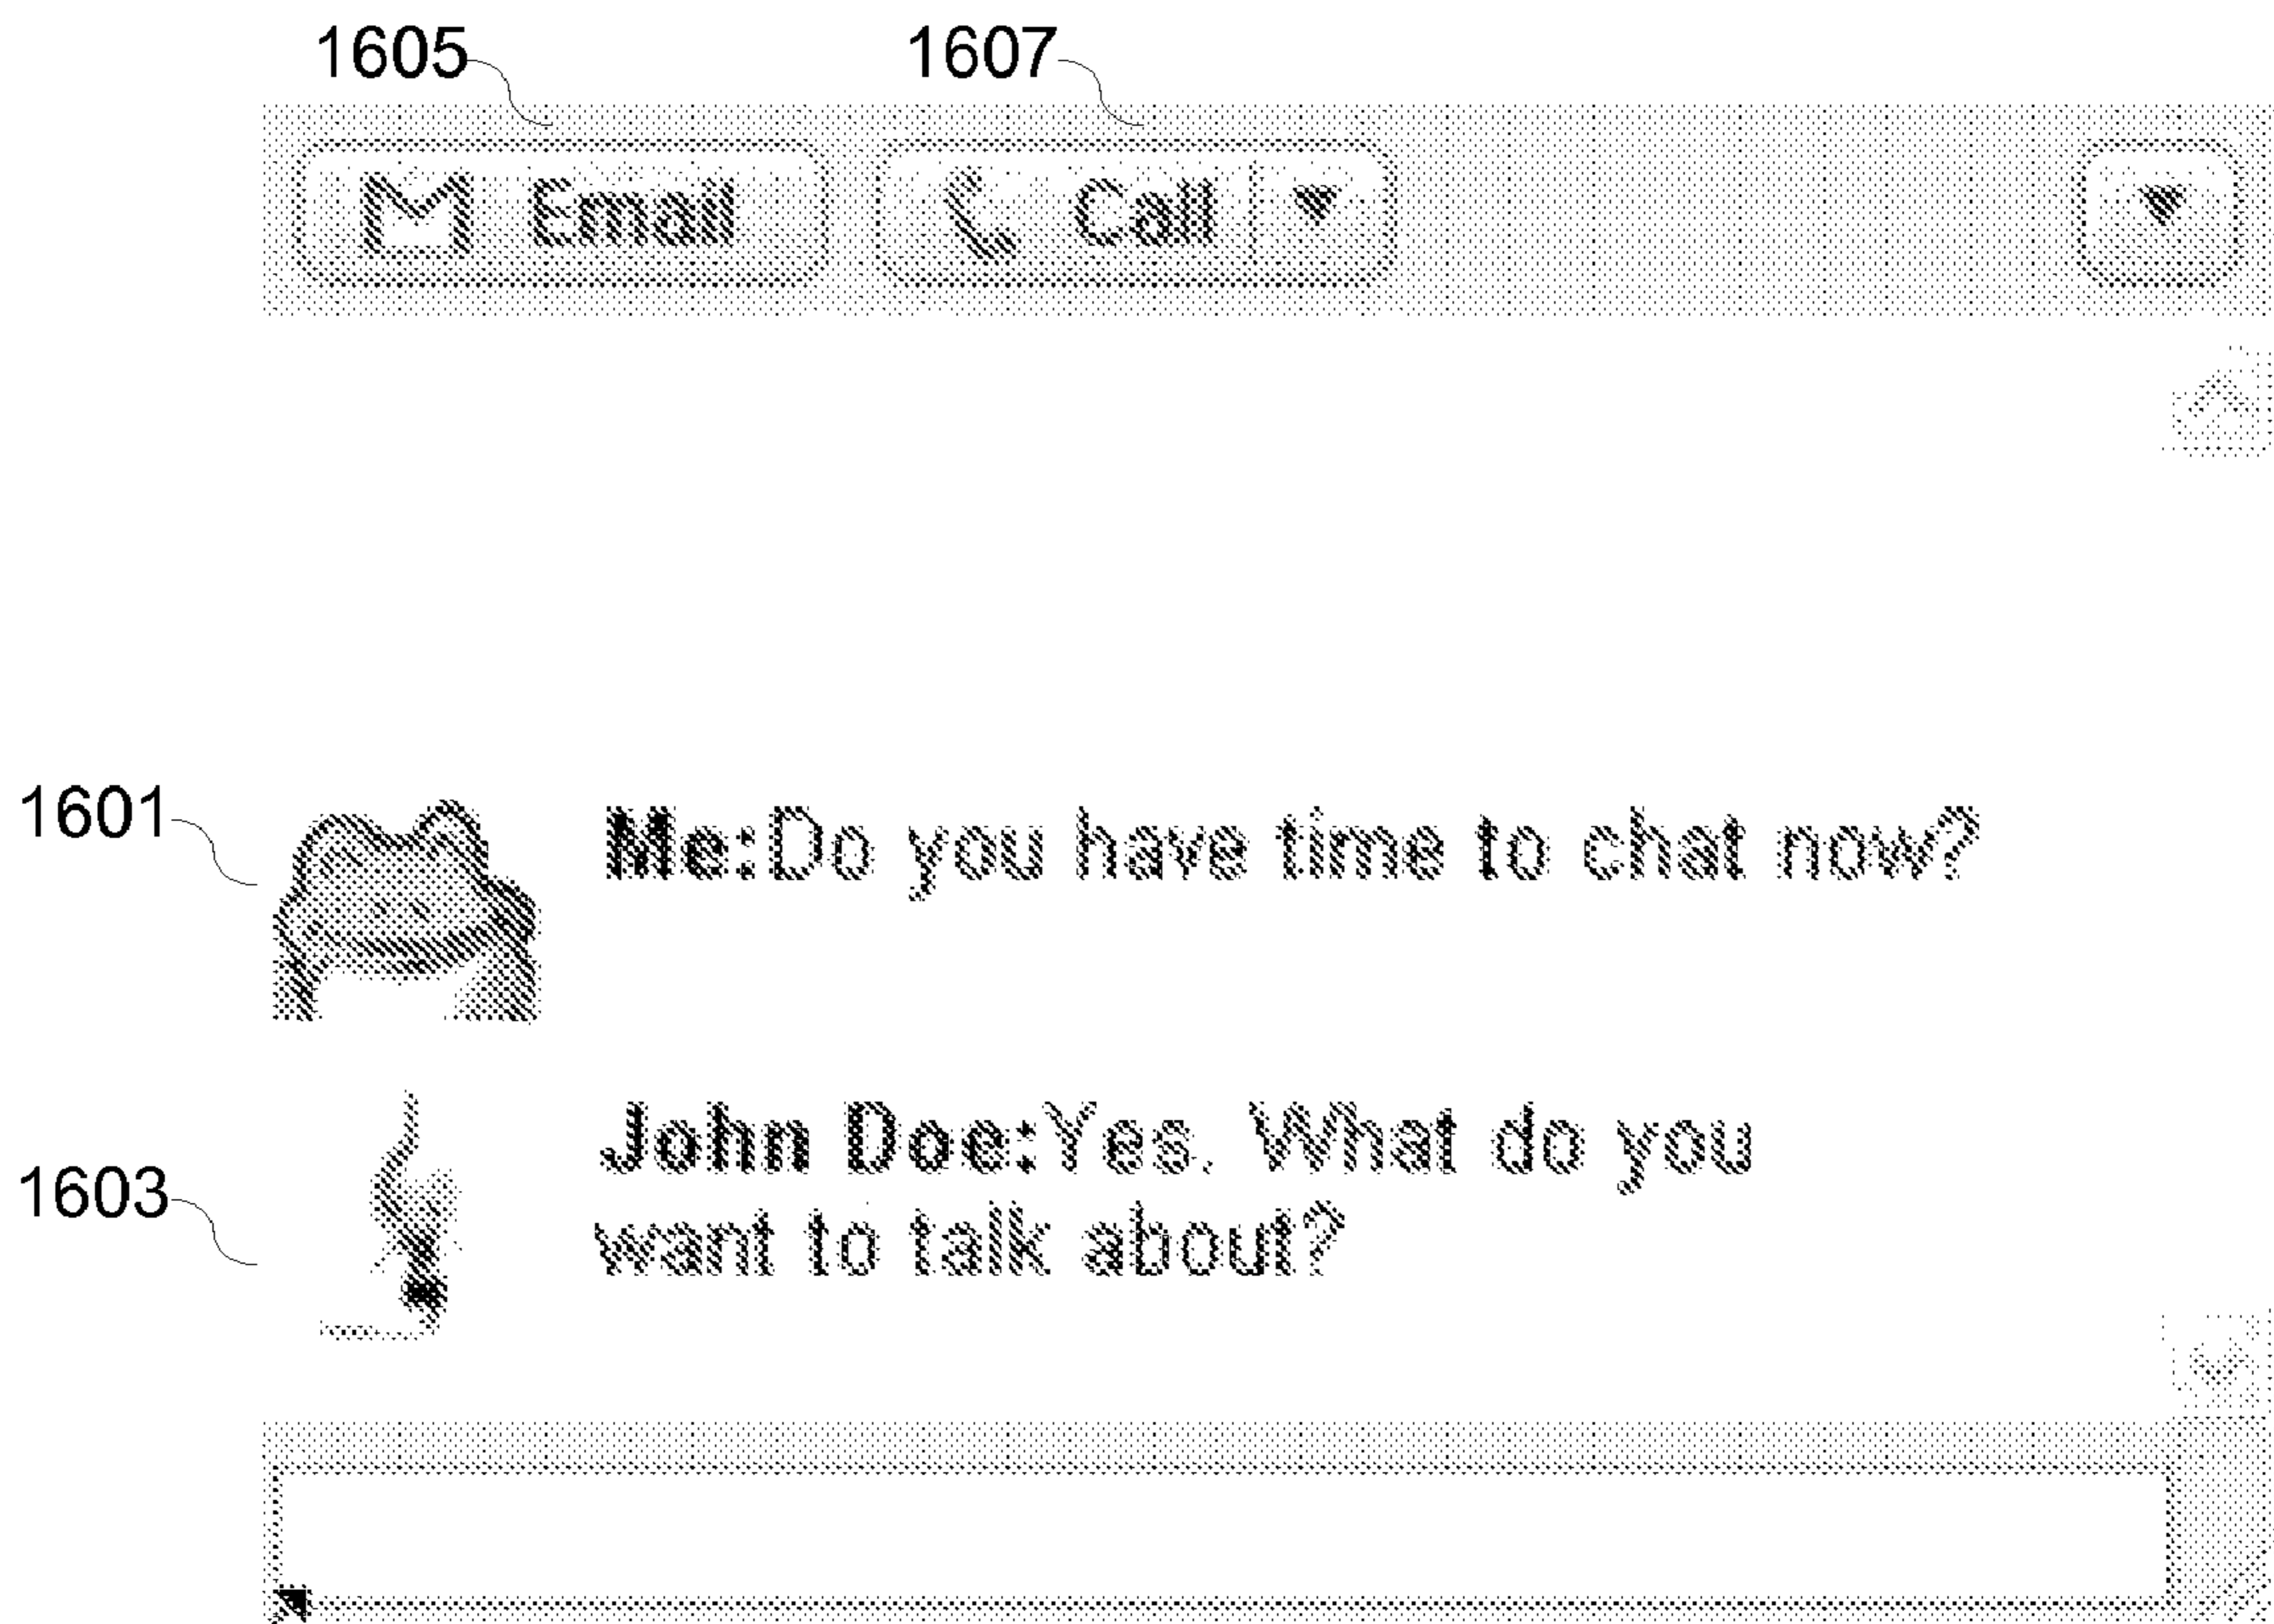 1605 1607
Email Call
1601
Me:Do you have time to chat now?
John Doe:Yes. What do you
1603
want to talk about?